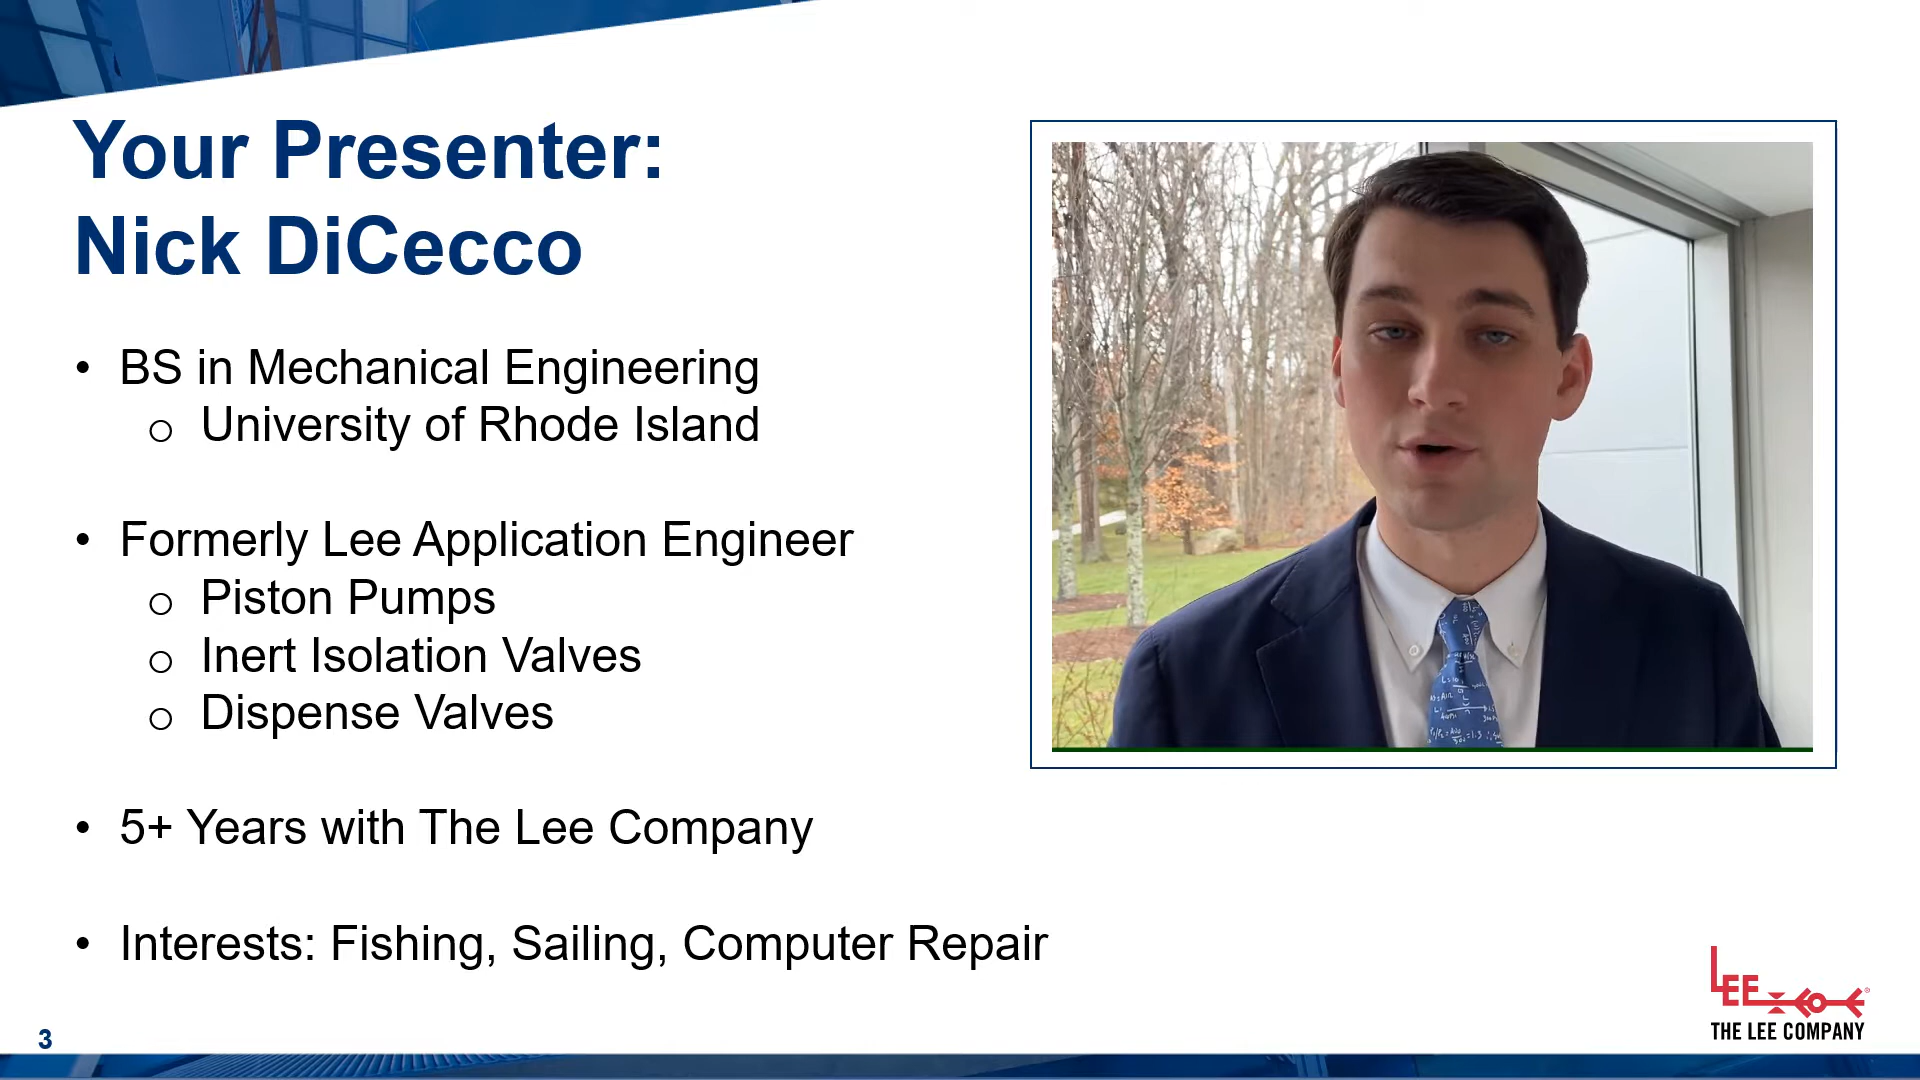 Your Presenter:
Nick DiCecco
• BS in Mechanical Engineering
o University of Rhode Island
• Formerly Lee Application Engineer
o Piston Pumps
o Inert Isolation Valves
o Dispense Valves
• 5+ Years with The Lee Company
• Interests: Fishing, Sailing, Computer Repair
LEE ®
THE LEE COMPANY
3